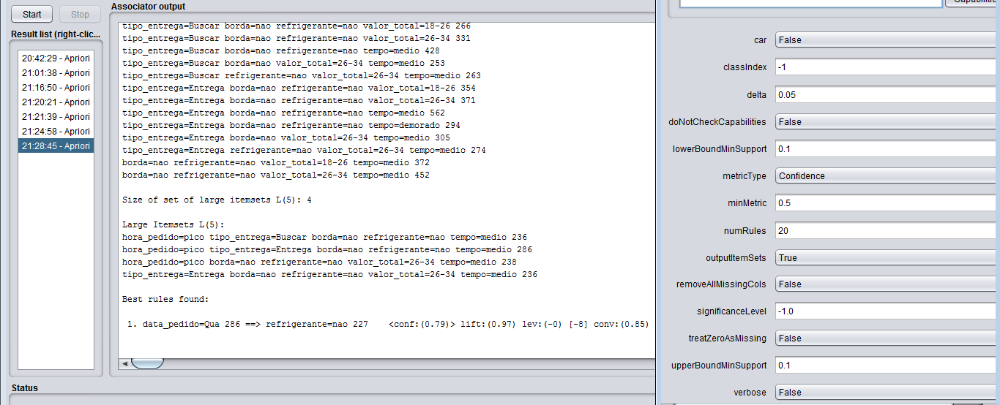 Start
Stop
Result list (right-clic...
20:42:29 - Apriori
21:01:38 - Apriori
21:16:50 - Apriori
21:20:21 - Apriori
21:21:39 - Apriori
21:24:58 - Apriori
21:28:45 - Apriori
Associator output
tipo_entrega=Buscar borda=nao refrigerante=nao valor_total=18-26 266
tipo_entrega=Buscar borda=nao refrigerante=nao valor_total=26-34 331
tipo_entrega=Buscar borda=nao refrigerante=nao tempo=medio 428
tipo_entrega=Buscar borda=nao valor_total=26-34 tempo=medio 253
tipo_entrega=Buscar refrigerante=nao valor_total=26-34 tempo=medio 263
tipo_entrega=Entrega borda=nao refrigerante=nao valor_total=18-26 354
tipo_entrega=Entrega borda=nao refrigerante=nao valor_total=26-34 371
tipo_entrega=Entrega borda=nao refrigerante=nao tempo=medio 562
tipo_entrega=Entrega borda=nao refrigerante=nao tempo=demorado 294
tipo_entrega=Entrega borda=nao valor_total=26-34 tempo=medio 305
tipo_entrega=Entrega refrigerante=nao valor_total=26-34 tempo=medio 274
borda=nao refrigerante=nao valor_total=18-26 tempo=medio 372
borda=nao refrigerante=nao valor_total=26-34 tempo=medio 452
Size of set of large itemsets L(5): 4
Large Itemsets L(5):
hora_pedido=pico tipo_entrega=Buscar borda=nao refrigerante=nao tempo=medio 236
hora_pedido=pico tipo_entrega=Entrega borda=nao refrigerante=nao tempo=medio 286
hora_pedido=pico borda=nao refrigerante=nao valor_total=26-34 tempo=medio 238
tipo_entrega=Entrega borda=nao refrigerante=nao valor_total=26-34 tempo=medio 236
Best rules found:
1. data_pedido=Qua 286 ==> refrigerante=nao 227 <conf:(0.79)> lift:(0.97) lev:(-0) [-8] conv:(0.85)
Status
car False
classIndex -1
delta 0.05
doNotCheckCapabilities False
lowerBoundMinSupport 0.1
metricType Confidence
minMetric 0.5
numRules 20
outputItemSets True
removeAllMissingCols False
significanceLevel -1.0
treatZeroAsMissing False
upperBoundMinSupport 0.1
verbose False